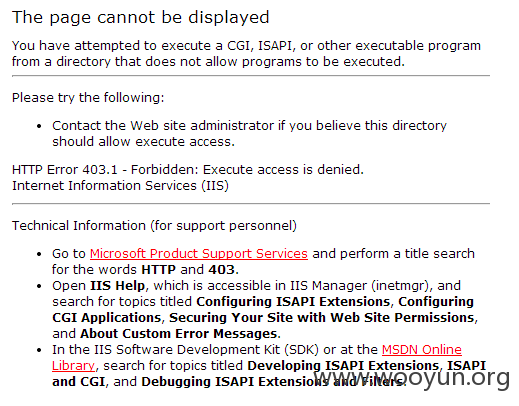 The page cannot be displayed
You have attempted to execute a CGI, ISAPI, or other executable program
from a directory that does not allow programs to be executed.
Please try the following:
• Contact the Web site administrator if you believe this directory
should allow execute access.
HTTP Error 403.1 - Forbidden: Execute access is denied.
Internet Information Services (IIS)
Technical Information (for support personnel)
• Go to Microsoft Product Support Services and perform a title search
for the words HTTP and 403.
• Open IIS Help, which is accessible in IIS Manager (inetmgr), and
search for topics titled Configuring ISAPI Extensions, Configuring
CGI Applications, Securing Your Site with Web Site Permissions,
and About Custom Error Messages.
• In the IIS Software Development Kit (SDK) or at the MSDN Online
Library, search for topics titled Developing ISAPI Extensions, ISAPI
and CGI, and Debugging ISAPI Extensions and Filters.
www.wooyun.org